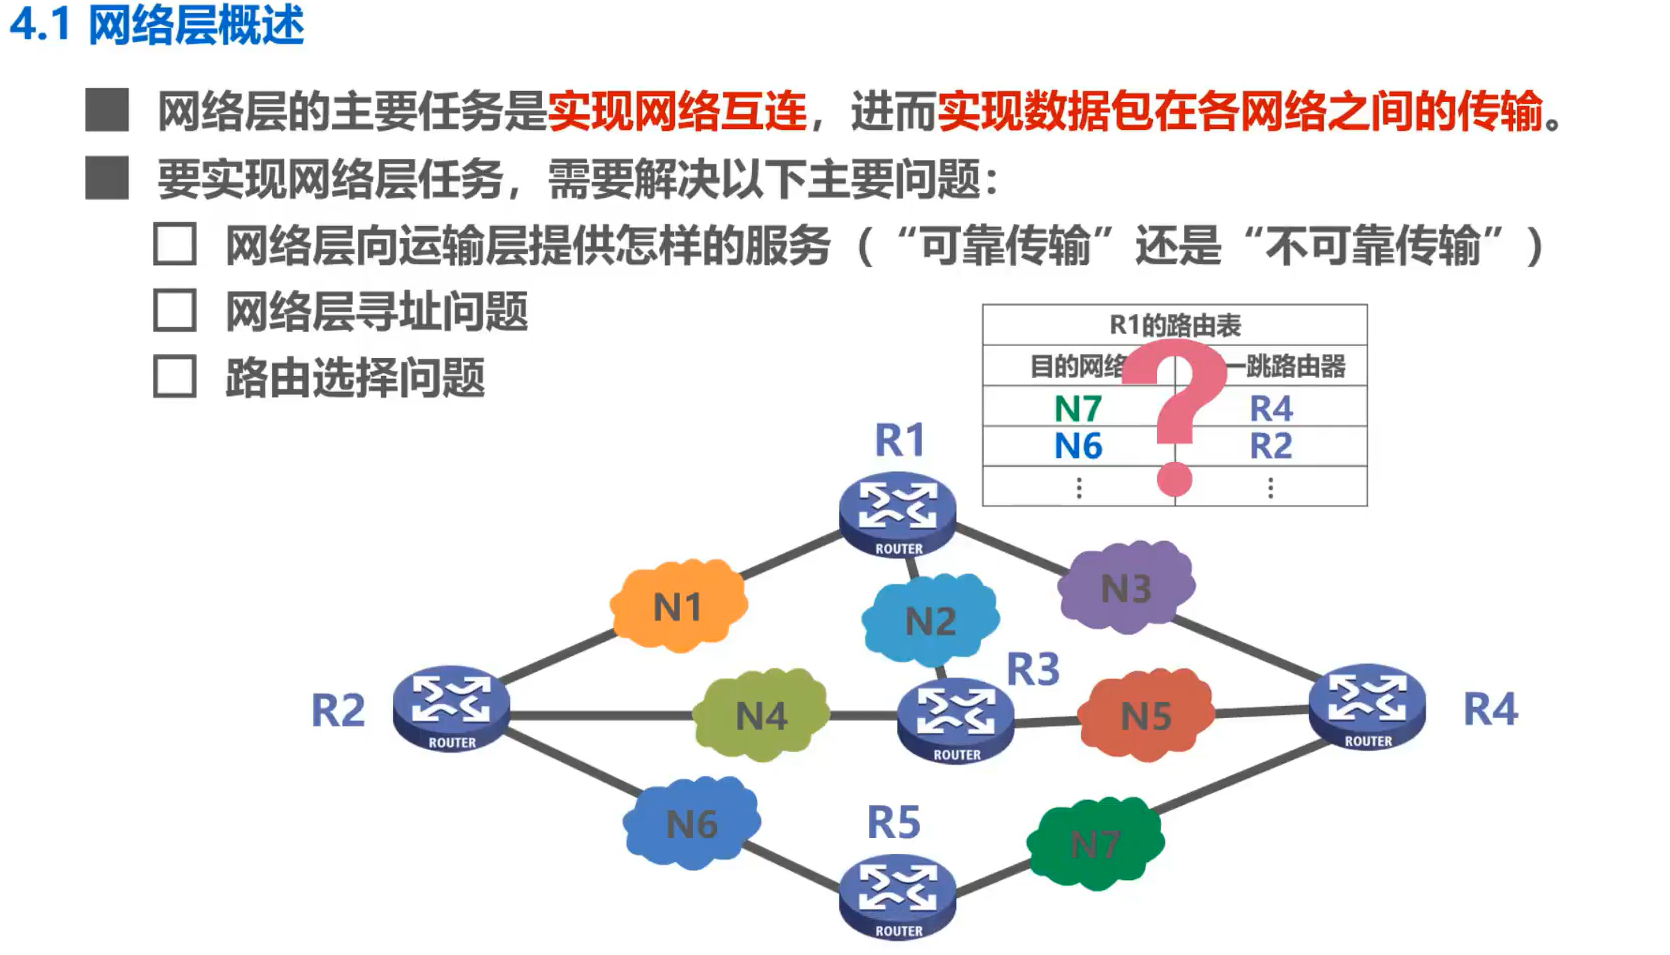 4.1 网络层概述
网络层的主要任务是实现网络互连，进而实现数据包在各网络之间的传输。
要实现网络层任务，需要解决以下主要问题：
网络层向运输层提供怎样的服务（“可靠传输”还是“不可靠传输”）
网络层寻址问题
路由选择问题
R1的路由表
目的网络 一跳路由器
N7 R4
N6 R2
⋮ ⋮
?
R1
ROUTER
N1
N2
N3
R2
ROUTER
N4
R3
ROUTER
N5
R4
ROUTER
N6
R5
ROUTER
N7